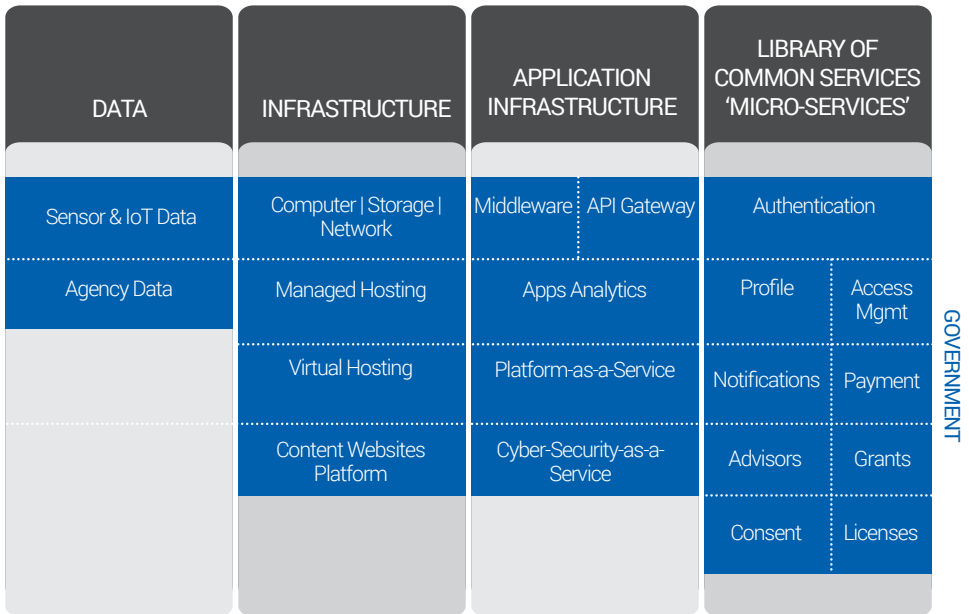 DATA
INFRASTRUCTURE
APPLICATION
INFRASTRUCTURE
LIBRARY OF
COMMON SERVICES
‘MICRO-SERVICES’
Sensor & IoT Data
Agency Data
Computer | Storage |
Network
Managed Hosting
Virtual Hosting
Content Websites
Platform
Middleware
API Gateway
Apps Analytics
Platform-as-a-Service
Cyber-Security-as-a-
Service
Authentication
Profile
Access
Mgmt
Notifications
Payment
Advisors
Grants
Consent
Licenses
GOVERNMENT